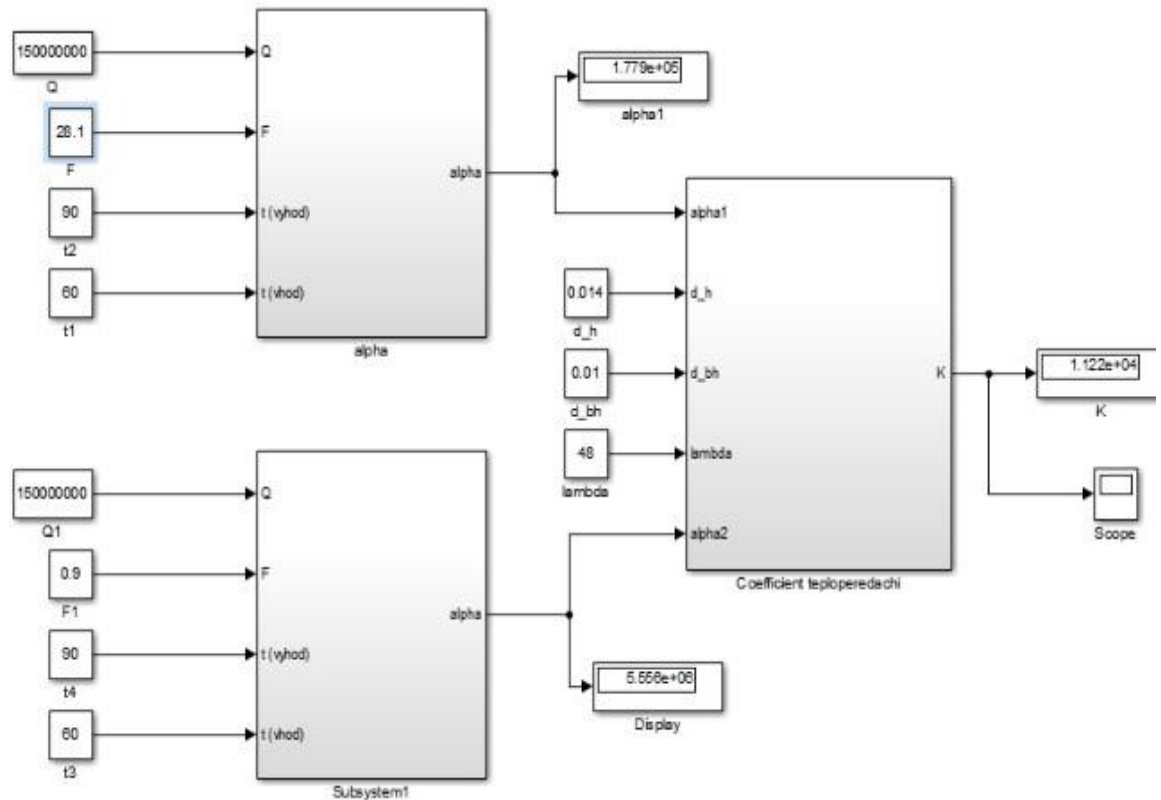 150000000
Q
Q
28.1
F
F
90
t (vyhod)
t2
60
t (vhod)
t1
alpha
alpha
1.779e+05
alpha1
alpha1
0.014
d_h
d_h
0.01
d_bh
d_bh
48
lambda
lambda
alpha2
K
Coefficient teploperedachi
1.122e+04
K
Scope
150000000
Q
Q1
0.9
F
F1
90
t (vyhod)
t4
60
t (vhod)
t3
alpha
Subsystem1
5.556e+06
Display